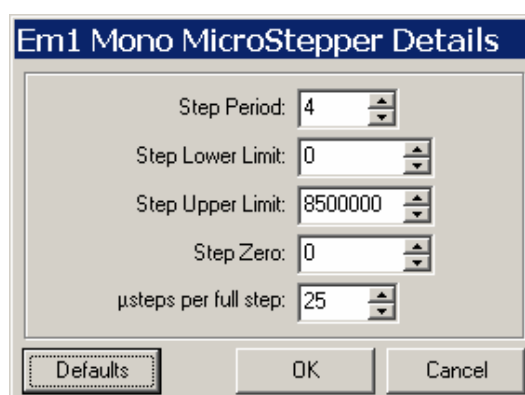 Em1 Mono MicroStepper Details
Step Period: 4
Step Lower Limit: 0
Step Upper Limit: 8500000
Step Zero: 0
µsteps per full step: 25
Defaults OK Cancel